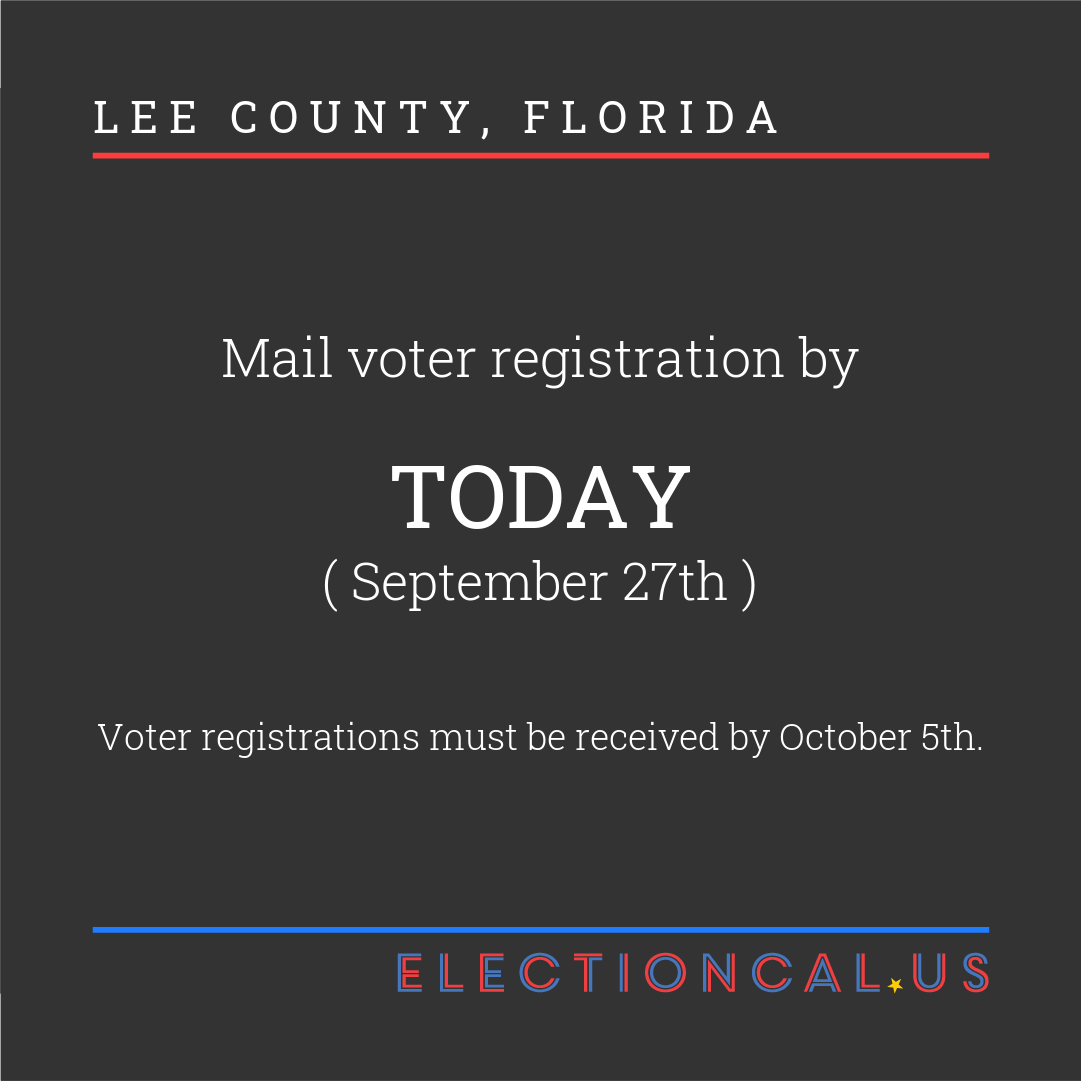 LEE COUNTY, FLORIDA
Mail voter registration by
TODAY
( September 27th )
Voter registrations must be received by October 5th.
ELECTIONCAL.US